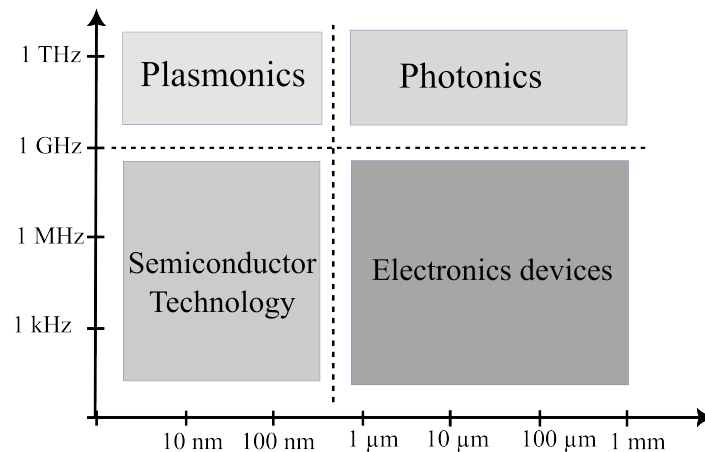 1 THz
Plasmonics
Photonics
1 GHz
1 MHz
Semiconductor
Technology
Electronics devices
1 kHz
10 nm
100 nm
1 µm
10 µm
100 µm
1 mm